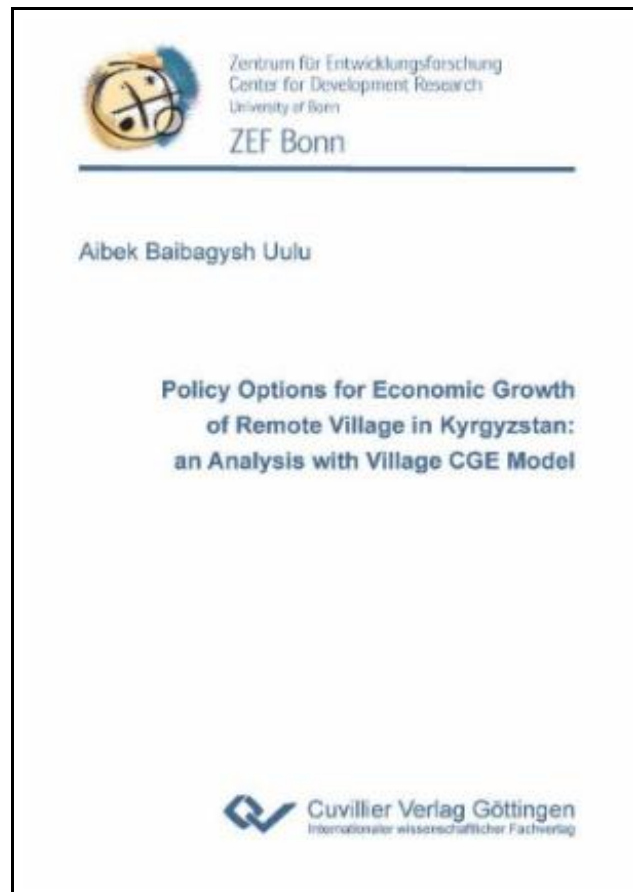 Zentrum für Entwicklungsforschung
Center for Development Research
University of Bonn
ZEF Bonn
Aibek Baibagysh Uulu
Policy Options for Economic Growth
of Remote Village in Kyrgyzstan:
an Analysis with Village CGE Model
Cuvillier Verlag Göttingen
Internationaler wissenschaftlicher Fachverlag